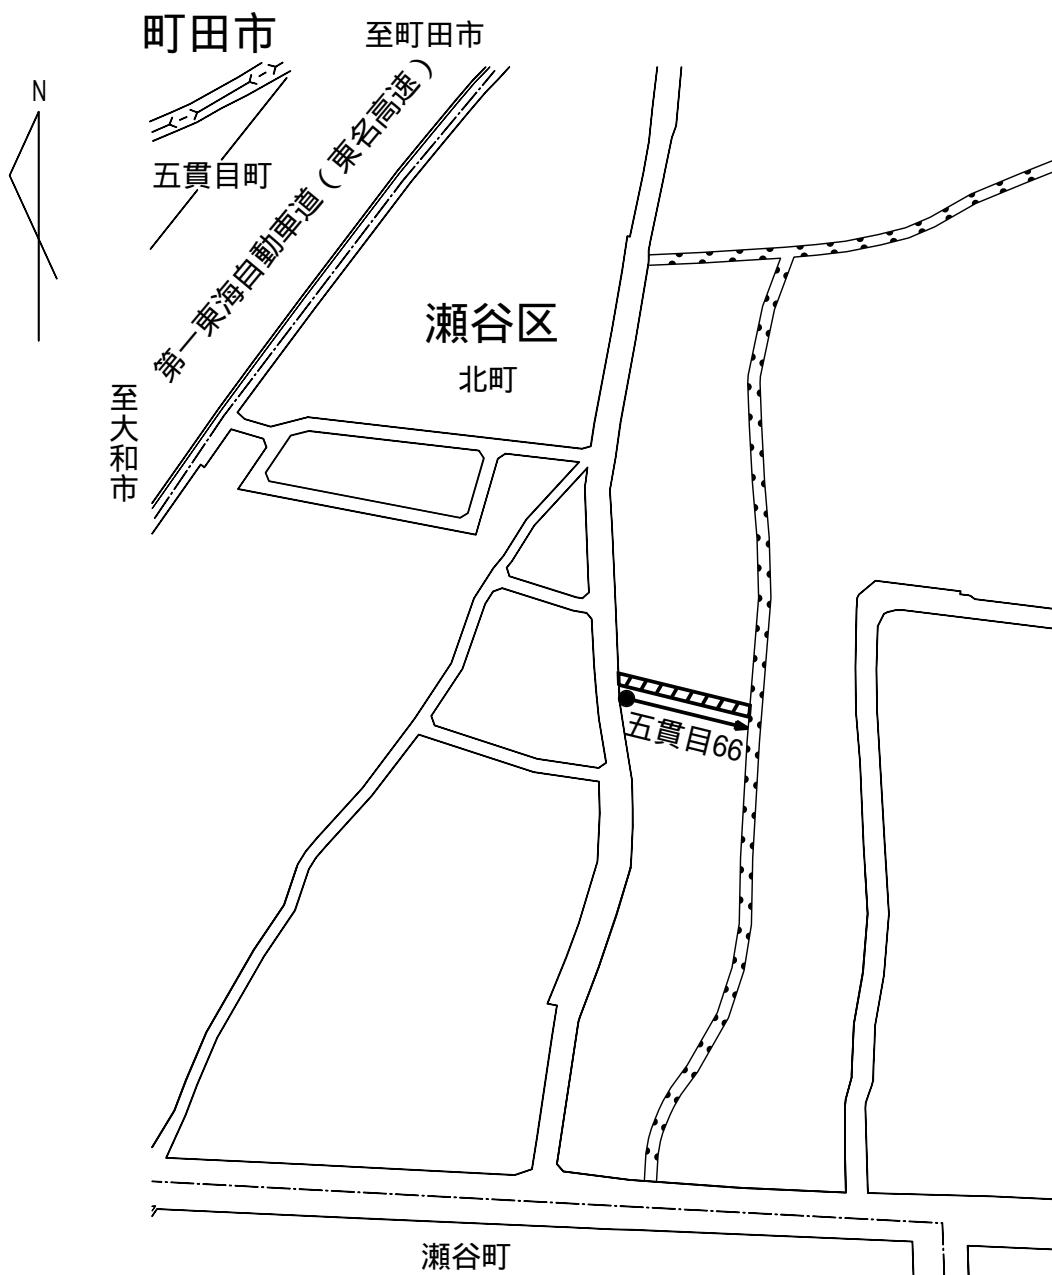 町田市
至町田市
N
五貫目町
第一東海自動車道(東名高速)
瀬谷区
北町
至大和市
五貫目66
瀬谷町